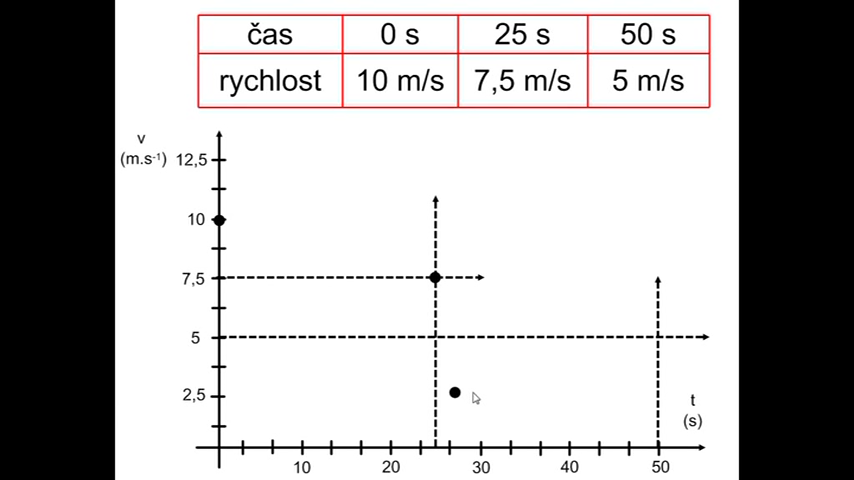 čas 0 s 25 s 50 s
rychlost 10 m/s 7,5 m/s 5 m/s
v
(m.s⁻¹)
12,5
10
7,5
5
2,5
t
(s)
10 20 30 40 50